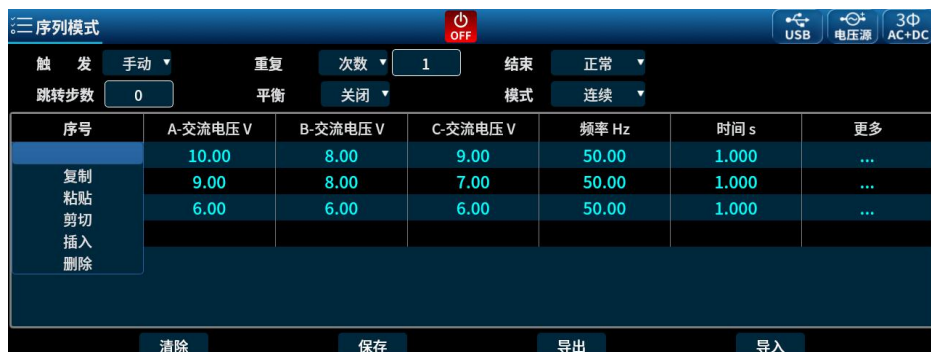 序列模式 OFF USB 电压源 3Φ AC+DC
触 发 手动 重复 次数 1 结束 正常
跳转步数 0 平衡 关闭 模式 连续
序号 A-交流电压 V B-交流电压 V C-交流电压 V 频率 Hz 时间 s 更多
10.00 8.00 9.00 50.00 1.000 ...
复制 9.00 8.00 7.00 50.00 1.000 ...
粘贴
剪切 6.00 6.00 6.00 50.00 1.000 ...
插入
删除
清除 保存 导出 导入